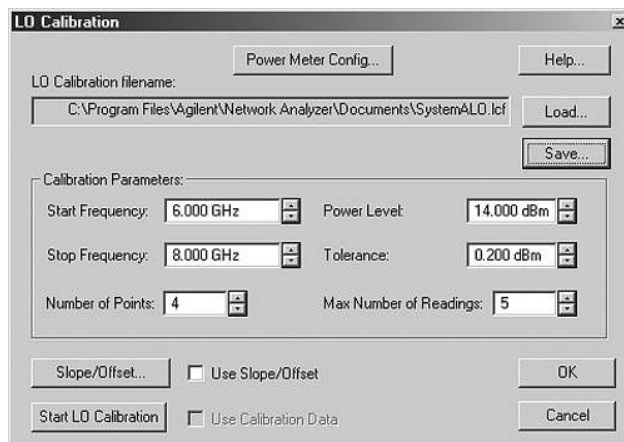 LO Calibration
Power Meter Config...
Help...
LO Calibration filename:
C:\Program Files\Agilent\Network Analyzer\Documents\SystemALO.lcf
Load...
Save...
Calibration Parameters:
Start Frequency: 6.000 GHz Power Level: 14.000 dBm
Stop Frequency: 8.000 GHz Tolerance: 0.200 dBm
Number of Points: 4 Max Number of Readings: 5
Slope/Offset... Use Slope/Offset OK
Start LO Calibration Use Calibration Data Cancel